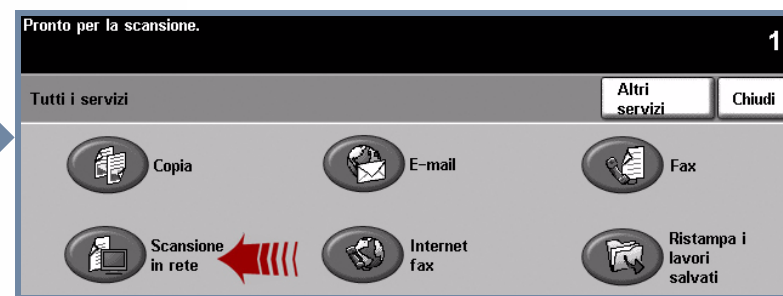 Pronto per la scansione.
1
Tutti i servizi
Altri
servizi
Chiudi
Copia
E-mail
Fax
Scansione
in rete
Internet
fax
Ristampa i
lavori
salvati